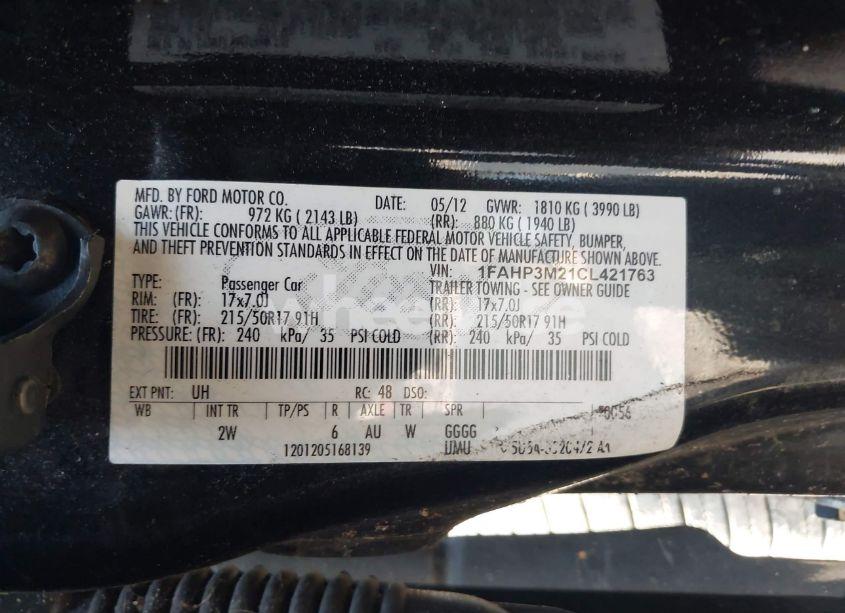 MFD. BY FORD MOTOR CO. DATE: 05/12 GVWR: 1810 KG ( 3990 LB)
GAWR: (FR): 972 KG ( 2143 LB) (RR): 880 KG ( 1940 LB)
THIS VEHICLE CONFORMS TO ALL APPLICABLE FEDERAL MOTOR VEHICLE SAFETY, BUMPER,
AND THEFT PREVENTION STANDARDS IN EFFECT ON THE DATE OF MANUFACTURE SHOWN ABOVE.
VIN: 1FAHP3M21CL421763
TYPE: Passenger Car TRAILER TOWING - SEE OWNER GUIDE
RIM: (FR): 17x7.0J (RR): 17x7.0J
TIRE: (FR): 215/50R17 91H (RR): 215/50R17 91H
PRESSURE: (FR): 240 kPa/ 35 PSI COLD (RR): 240 kPa/ 35 PSI COLD
EXT PNT: UH RC: 48 DSO:
WB INT TR TP/PS R AXLE TR SPR
2W 6 AU W GGGG
1201205168139 UMU